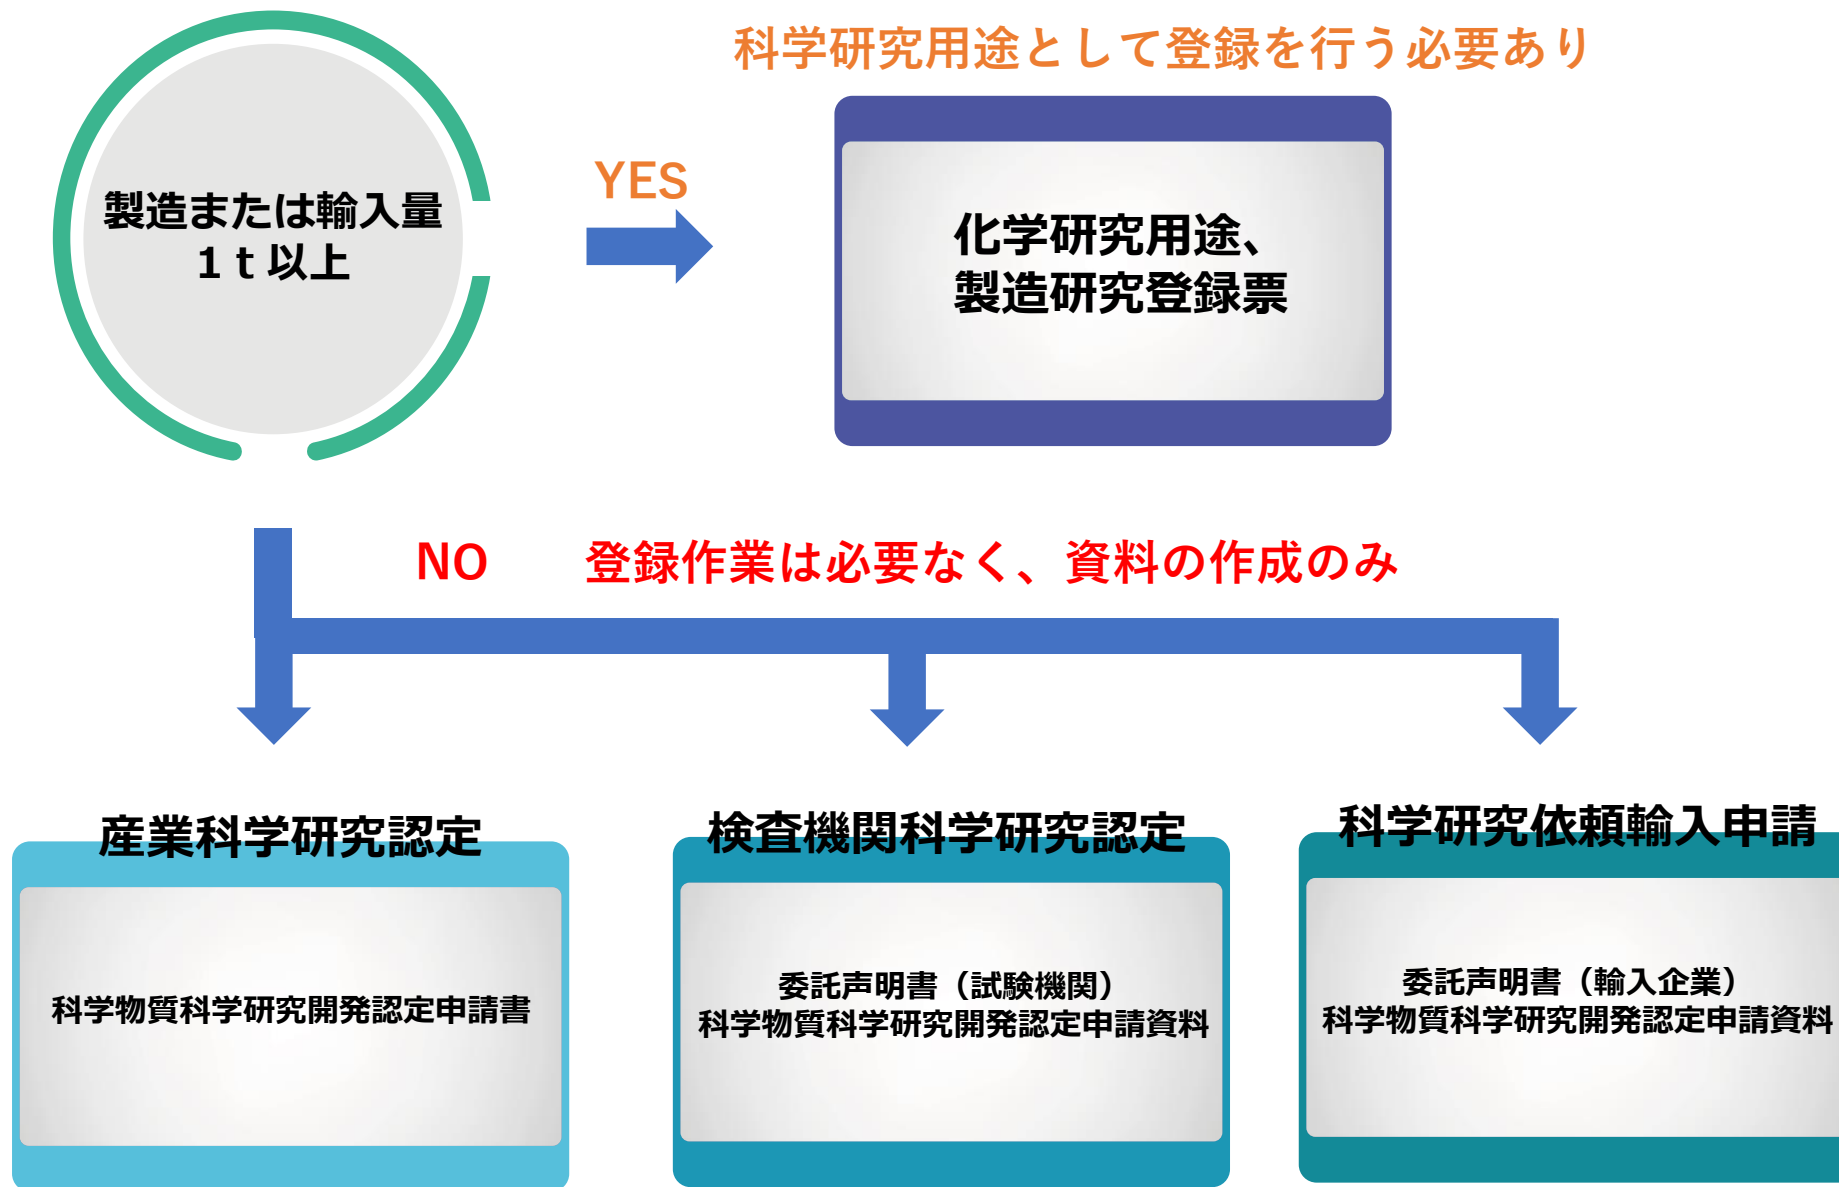 科学研究用途として登録を行う必要あり
製造または輸入量
1ｔ以上
YES
化学研究用途、
製造研究登録票
NO 登録作業は必要なく、資料の作成のみ
産業科学研究認定
科学物質科学研究開発認定申請書
検査機関科学研究認定
委託声明書（試験機関）
科学物質科学研究開発認定申請資料
科学研究依頼輸入申請
委託声明書（輸入企業）
科学物質科学研究開発認定申請資料